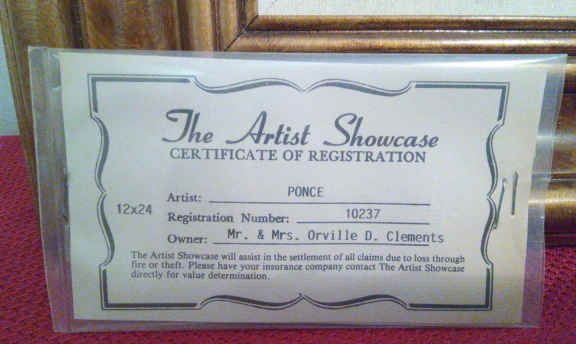 The Artist Showcase
CERTIFICATE OF REGISTRATION
Artist: PONCE
12x24
Registration Number: 10237
Owner: Mr. & Mrs. Orville D. Clements
The Artist Showcase will assist in the settlement of all claims due to loss through
fire or theft. Please have your insurance company contact The Artist Showcase
directly for value determination.